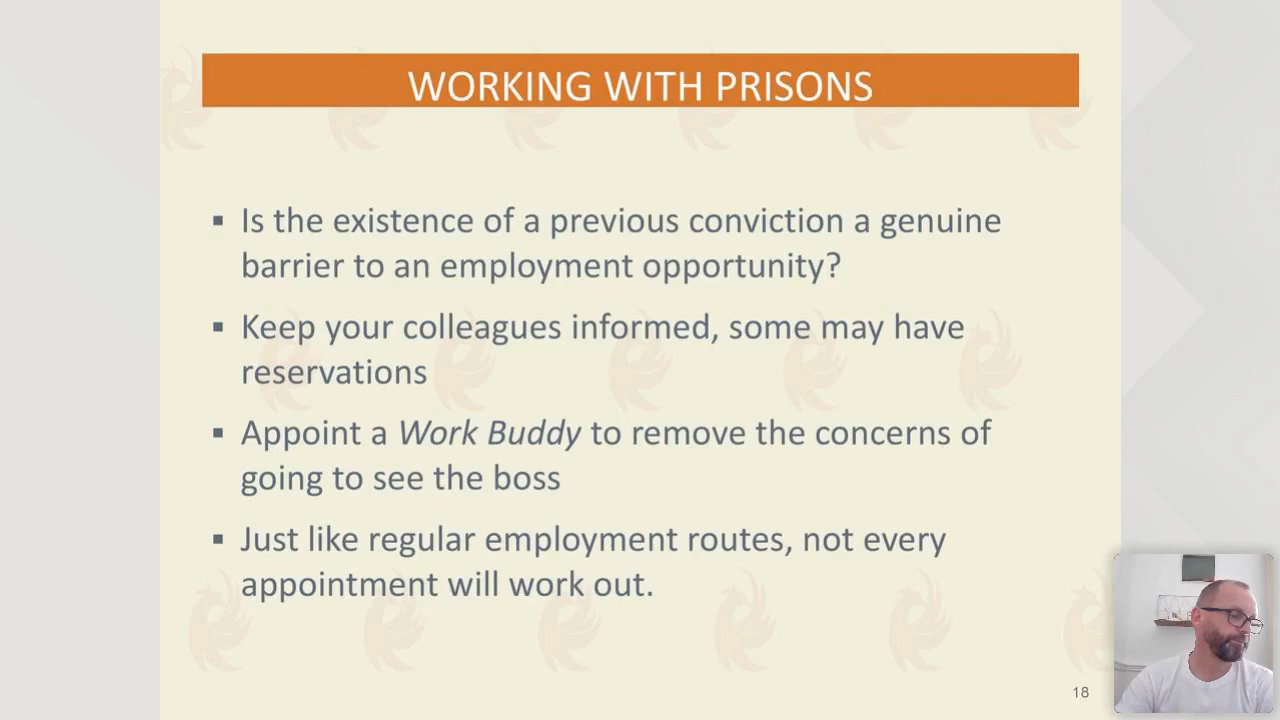 WORKING WITH PRISONS
▪ Is the existence of a previous conviction a genuine
barrier to an employment opportunity?
▪ Keep your colleagues informed, some may have
reservations
▪ Appoint a Work Buddy to remove the concerns of
going to see the boss
▪ Just like regular employment routes, not every
appointment will work out.
18